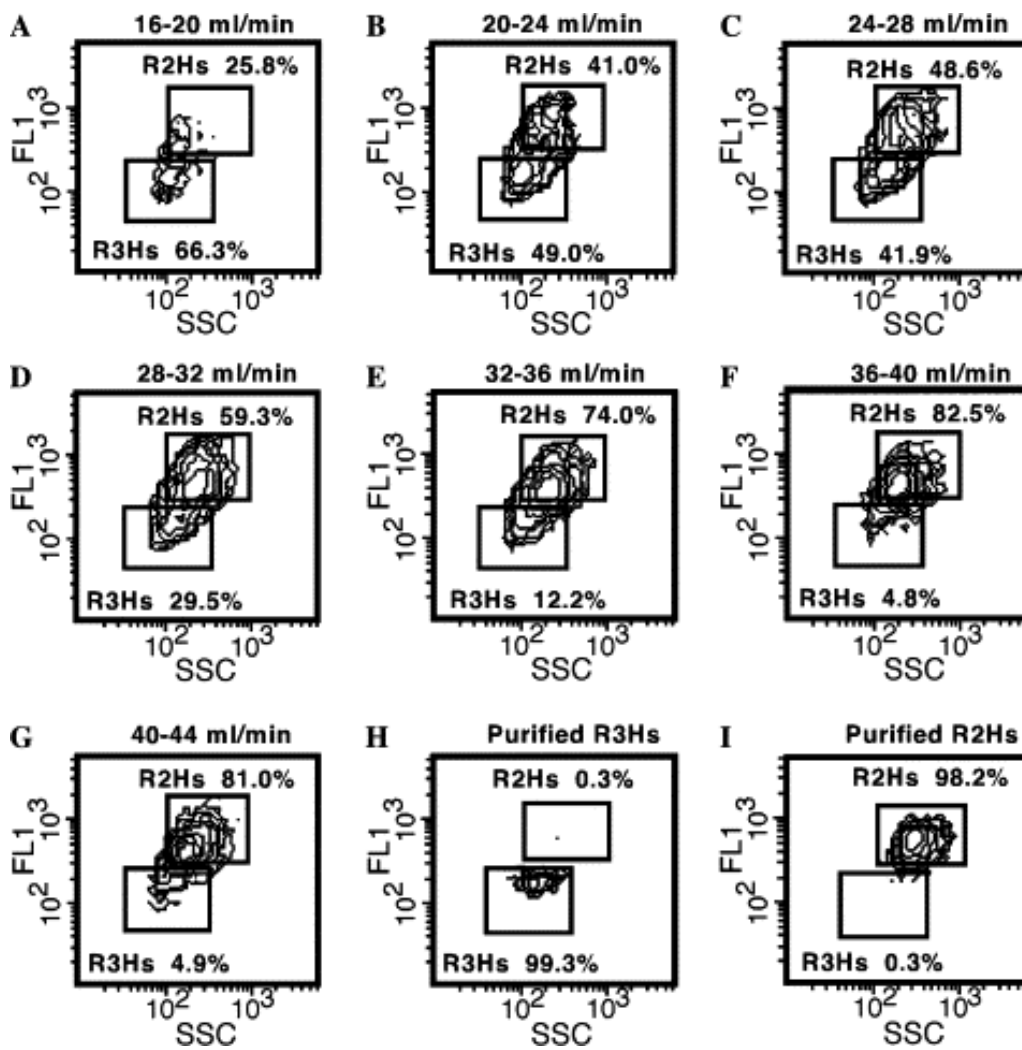 A 16-20 ml/min
R2Hs 25.8%
10³
FL1
10²
R3Hs 66.3%
10² 10³
SSC
B 20-24 ml/min
R2Hs 41.0%
10³
FL1
10²
R3Hs 49.0%
10² 10³
SSC
C 24-28 ml/min
R2Hs 48.6%
10³
FL1
10²
R3Hs 41.9%
10² 10³
SSC
D 28-32 ml/min
R2Hs 59.3%
10³
FL1
10²
R3Hs 29.5%
10² 10³
SSC
E 32-36 ml/min
R2Hs 74.0%
10³
FL1
10²
R3Hs 12.2%
10² 10³
SSC
F 36-40 ml/min
R2Hs 82.5%
10³
FL1
10²
R3Hs 4.8%
10² 10³
SSC
G 40-44 ml/min
R2Hs 81.0%
10³
FL1
10²
R3Hs 4.9%
10² 10³
SSC
H Purified R3Hs
R2Hs 0.3%
10³
FL1
10²
R3Hs 99.3%
10² 10³
SSC
I Purified R2Hs
R2Hs 98.2%
10³
FL1
10²
R3Hs 0.3%
10² 10³
SSC